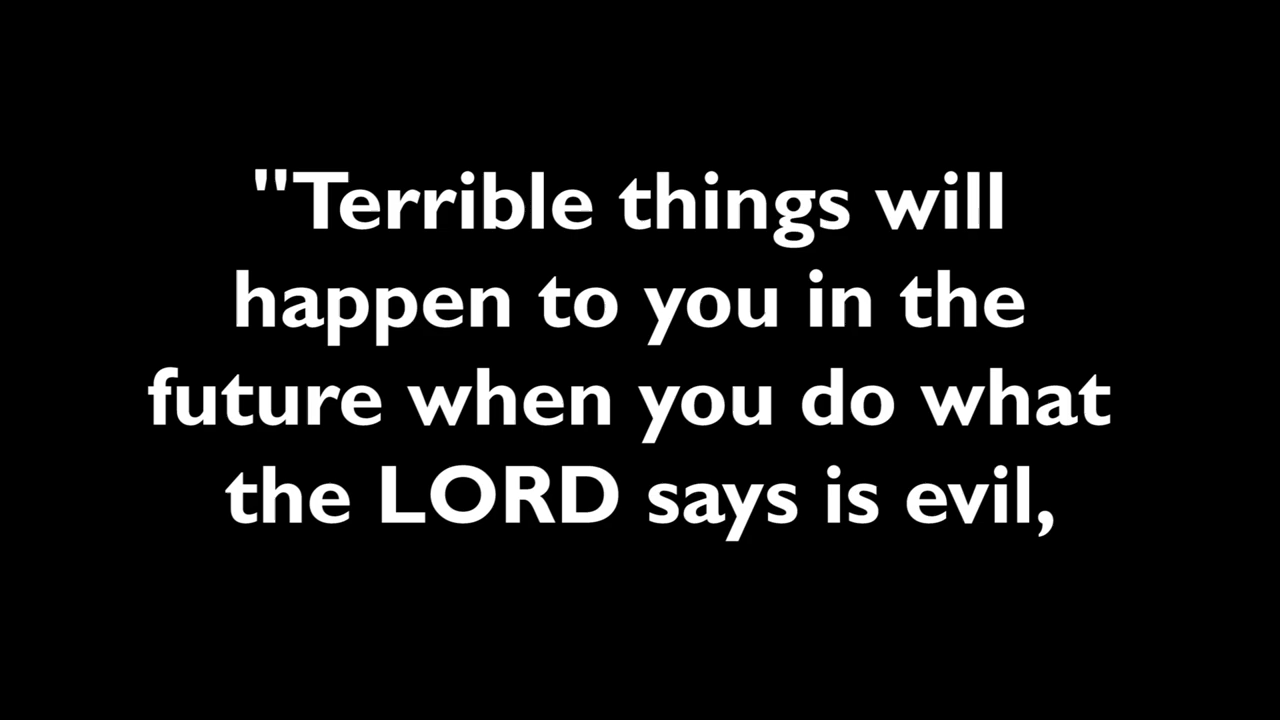 "Terrible things will
happen to you in the
future when you do what
the LORD says is evil,